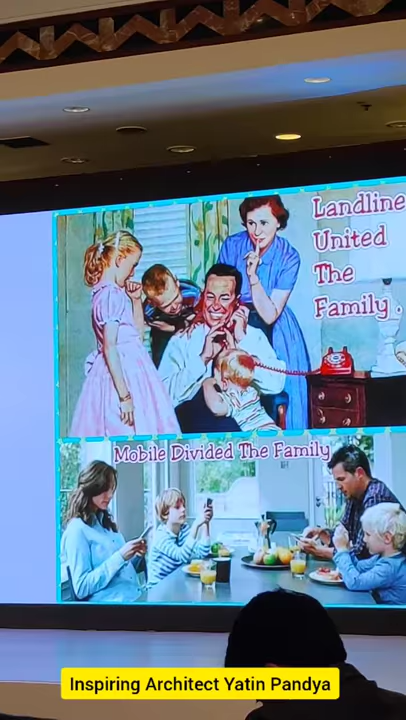 Landline
United
The
Family .
Mobile Divided The Family
Inspiring Architect Yatin Pandya